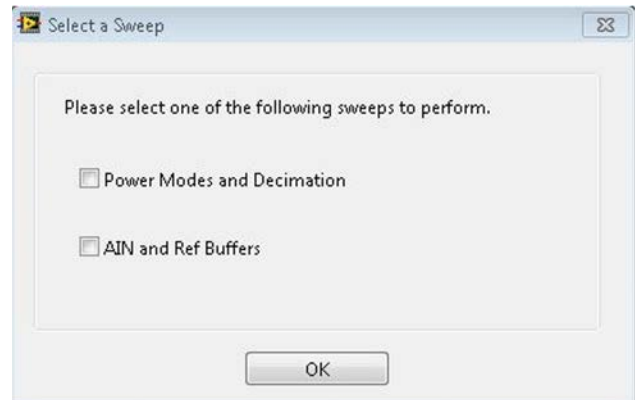 Select a Sweep
Please select one of the following sweeps to perform.
Power Modes and Decimation
AIN and Ref Buffers
OK